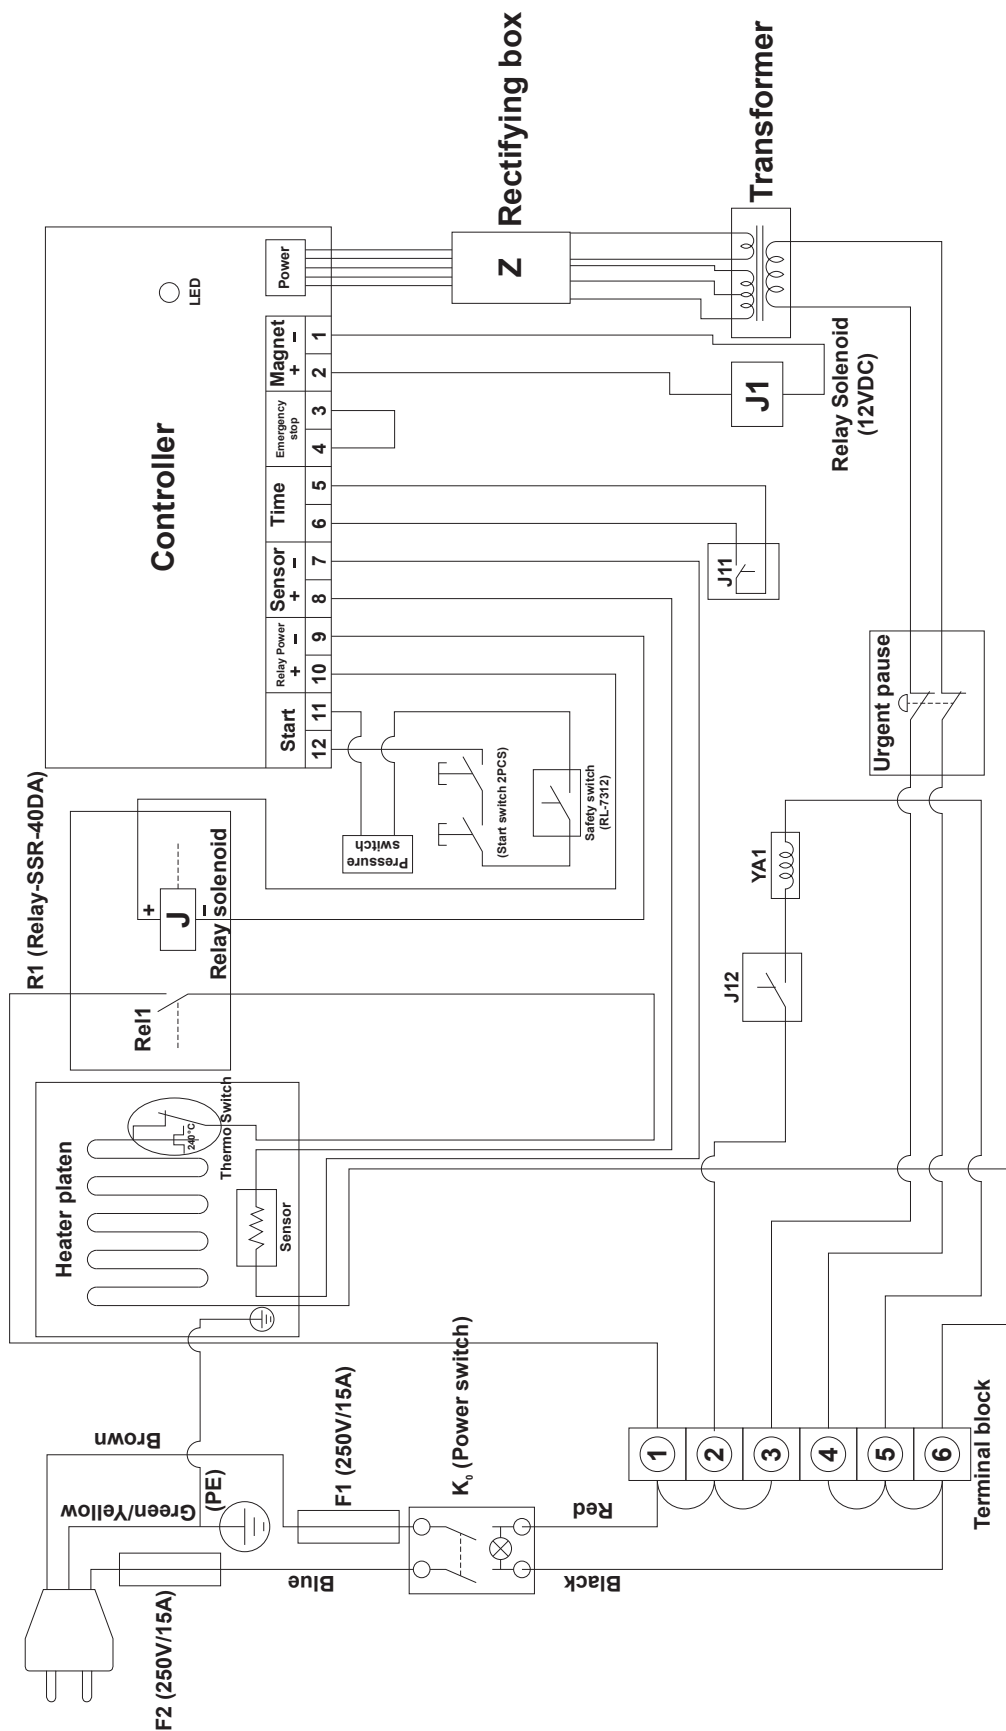 R1 (Relay-SSR-40DA)
Controller
LED
Power
Start
Relay Power
+ −
Sensor
+ −
Time
Emergency
stop
Magnet
+ −
12 11 10 9 8 7 6 5 4 3 2 1
Rectifying box
Z
Transformer
Relay Solenoid
(12VDC)
J1
J11
Heater platen
240°C
Thermo Switch
Sensor
Rel1
J
+
−
Relay solenoid
Pressure
switch
(Start switch 2PCS)
Safety switch
(RL-7312)
Urgent pause
YA1
J12
Brown
Green/Yellow
(PE)
F2 (250V/15A)
Blue
F1 (250V/15A)
K0 (Power switch)
Red
Black
1
2
3
4
5
6
Terminal block